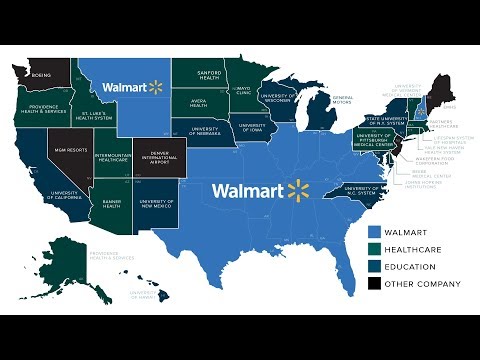 BOEING
Walmart
SANFORD
HEALTH
MAYO
CLINIC
UNIVERSITY
OF VERMONT
MEDICAL CENTER
PROVIDENCE
HEALTH & SERVICES
ST. LUKE'S
HEALTH SYSTEM
AVERA
HEALTH
UNIVERSITY OF
WISCONSIN
GENERAL
MOTORS
STATE UNIVERSITY
OF N.Y. SYSTEM
PARTNERS
HEALTHCARE
UNIVERSITY
OF NEBRASKA
UNIVERSITY
OF IOWA
UNIVERSITY OF
PITTSBURGH
MEDICAL CENTER
LIFESPAN SYSTEM
OF HOSPITALS
YALE NEW HAVEN
HEALTH SYSTEM
MGM RESORTS
INTERMOUNTAIN
HEALTHCARE
DENVER
INTERNATIONAL
AIRPORT
WAKEFERN FOOD
CORPORATION
MEDICAL CENTER
JOHNS HOPKINS
INSTITUTIONS
UNIVERSITY OF
CALIFORNIA
Walmart
UNIVERSITY OF
N.C. SYSTEM
BANNER
HEALTH
UNIVERSITY OF
NEW MEXICO
WALMART
HEALTHCARE
EDUCATION
OTHER COMPANY
PROVIDENCE
HEALTH & SERVICES
UNIVERSITY
OF HAWAII